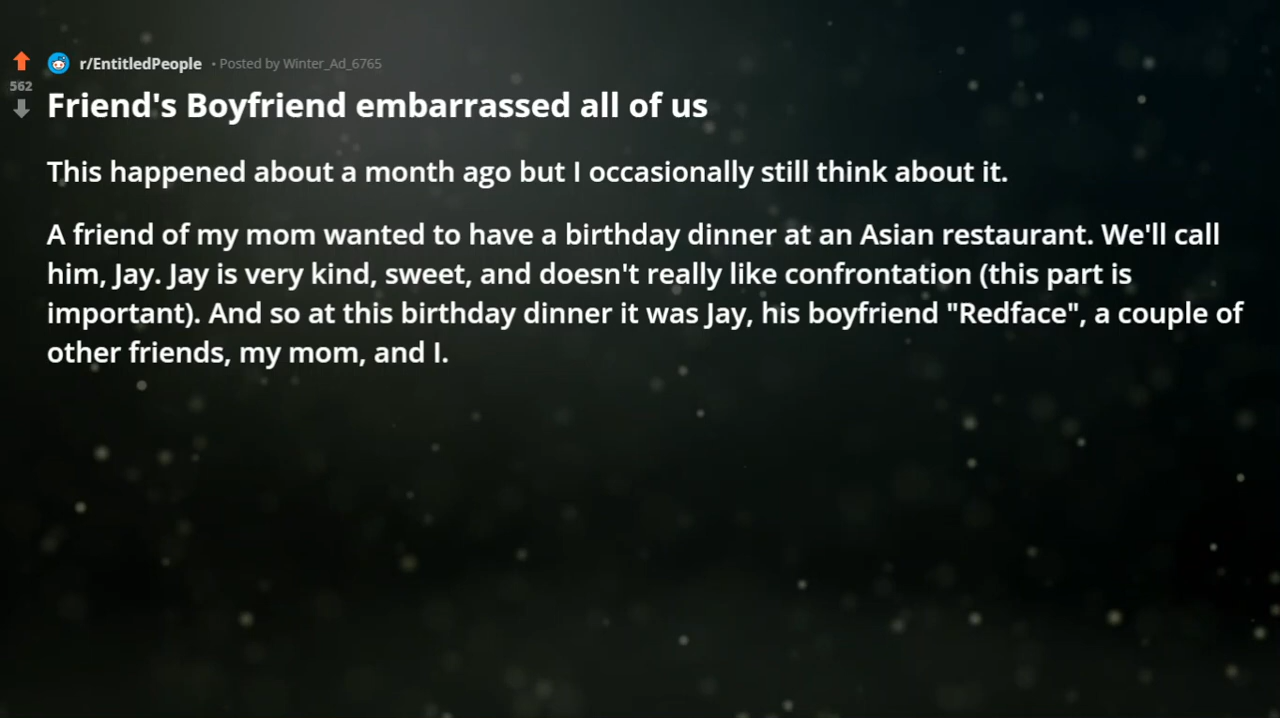 r/EntitledPeople • Posted by Winter_Ad_6765
562
Friend's Boyfriend embarrassed all of us
This happened about a month ago but I occasionally still think about it.
A friend of my mom wanted to have a birthday dinner at an Asian restaurant. We'll call
him, Jay. Jay is very kind, sweet, and doesn't really like confrontation (this part is
important). And so at this birthday dinner it was Jay, his boyfriend "Redface", a couple of
other friends, my mom, and I.